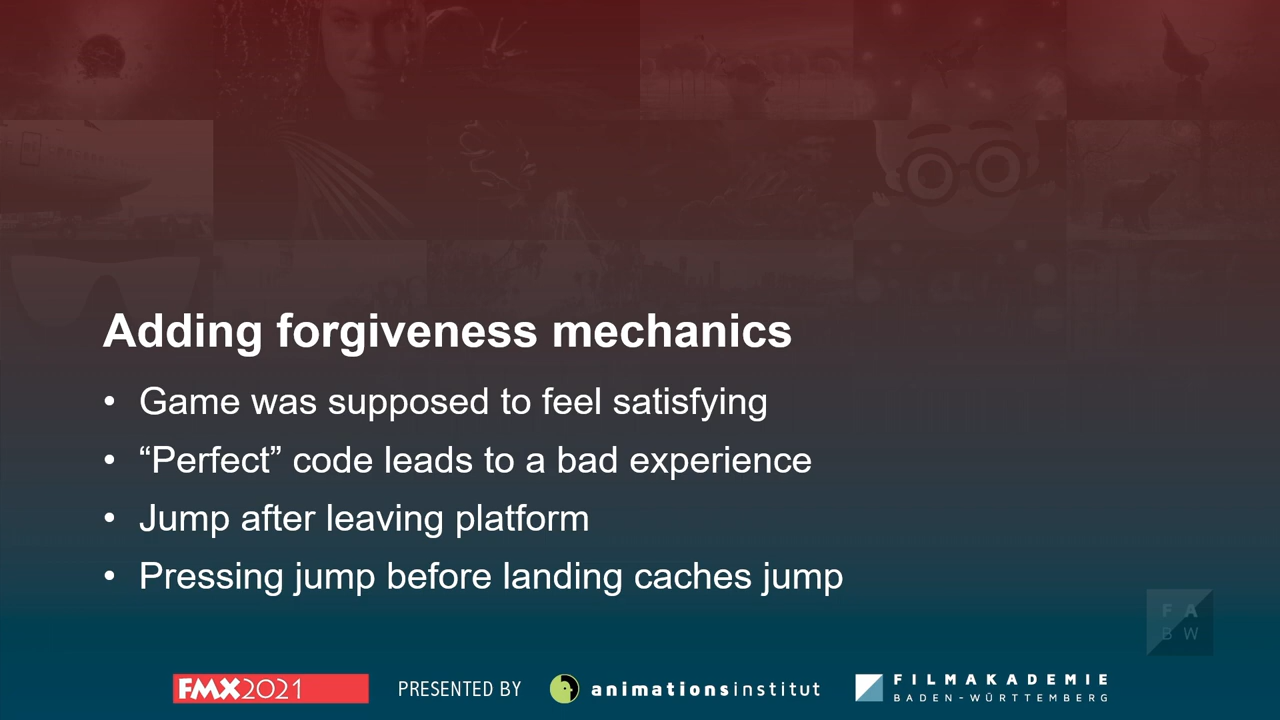 Adding forgiveness mechanics
• Game was supposed to feel satisfying
• “Perfect” code leads to a bad experience
• Jump after leaving platform
• Pressing jump before landing caches jump
F A
B W
FMX2021 PRESENTED BY animationsinstitut FILMAKADEMIE
BADEN-WÜRTTEMBERG